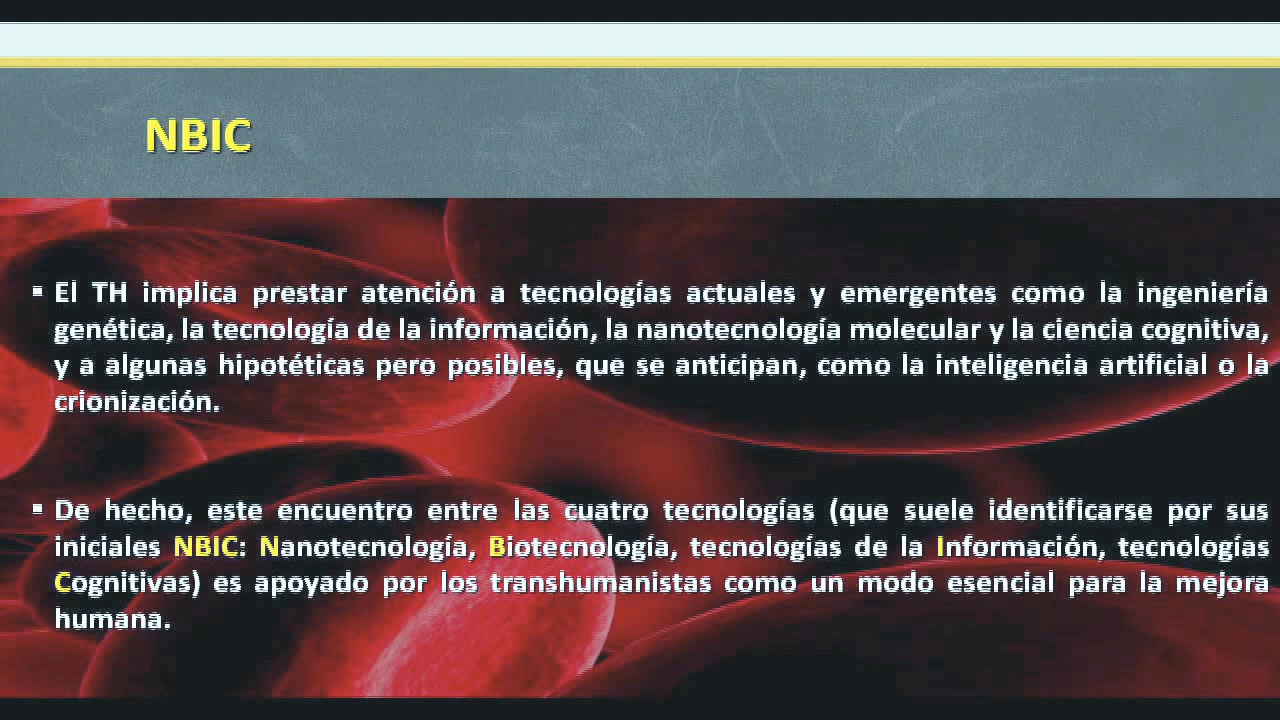 NBIC
▪ El TH implica prestar atención a tecnologías actuales y emergentes como la ingeniería
genética, la tecnología de la información, la nanotecnología molecular y la ciencia cognitiva,
y a algunas hipotéticas pero posibles, que se anticipan, como la inteligencia artificial o la
crionización.
▪ De hecho, este encuentro entre las cuatro tecnologías (que suele identificarse por sus
iniciales NBIC: Nanotecnología, Biotecnología, tecnologías de la Información, tecnologías
Cognitivas) es apoyado por los transhumanistas como un modo esencial para la mejora
humana.